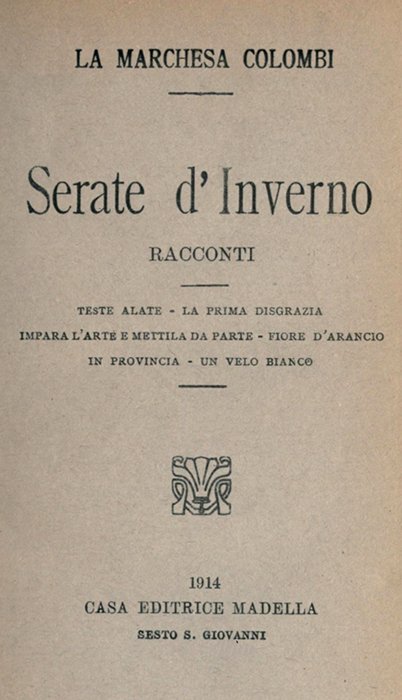 LA MARCHESA COLOMBI
Serate d'Inverno
RACCONTI
TESTE ALATE - LA PRIMA DISGRAZIA
IMPARA L'ARTE E METTILA DA PARTE - FIORE D'ARANCIO
IN PROVINCIA - UN VELO BIANCO
1914
CASA EDITRICE MADELLA
SESTO S. GIOVANNI